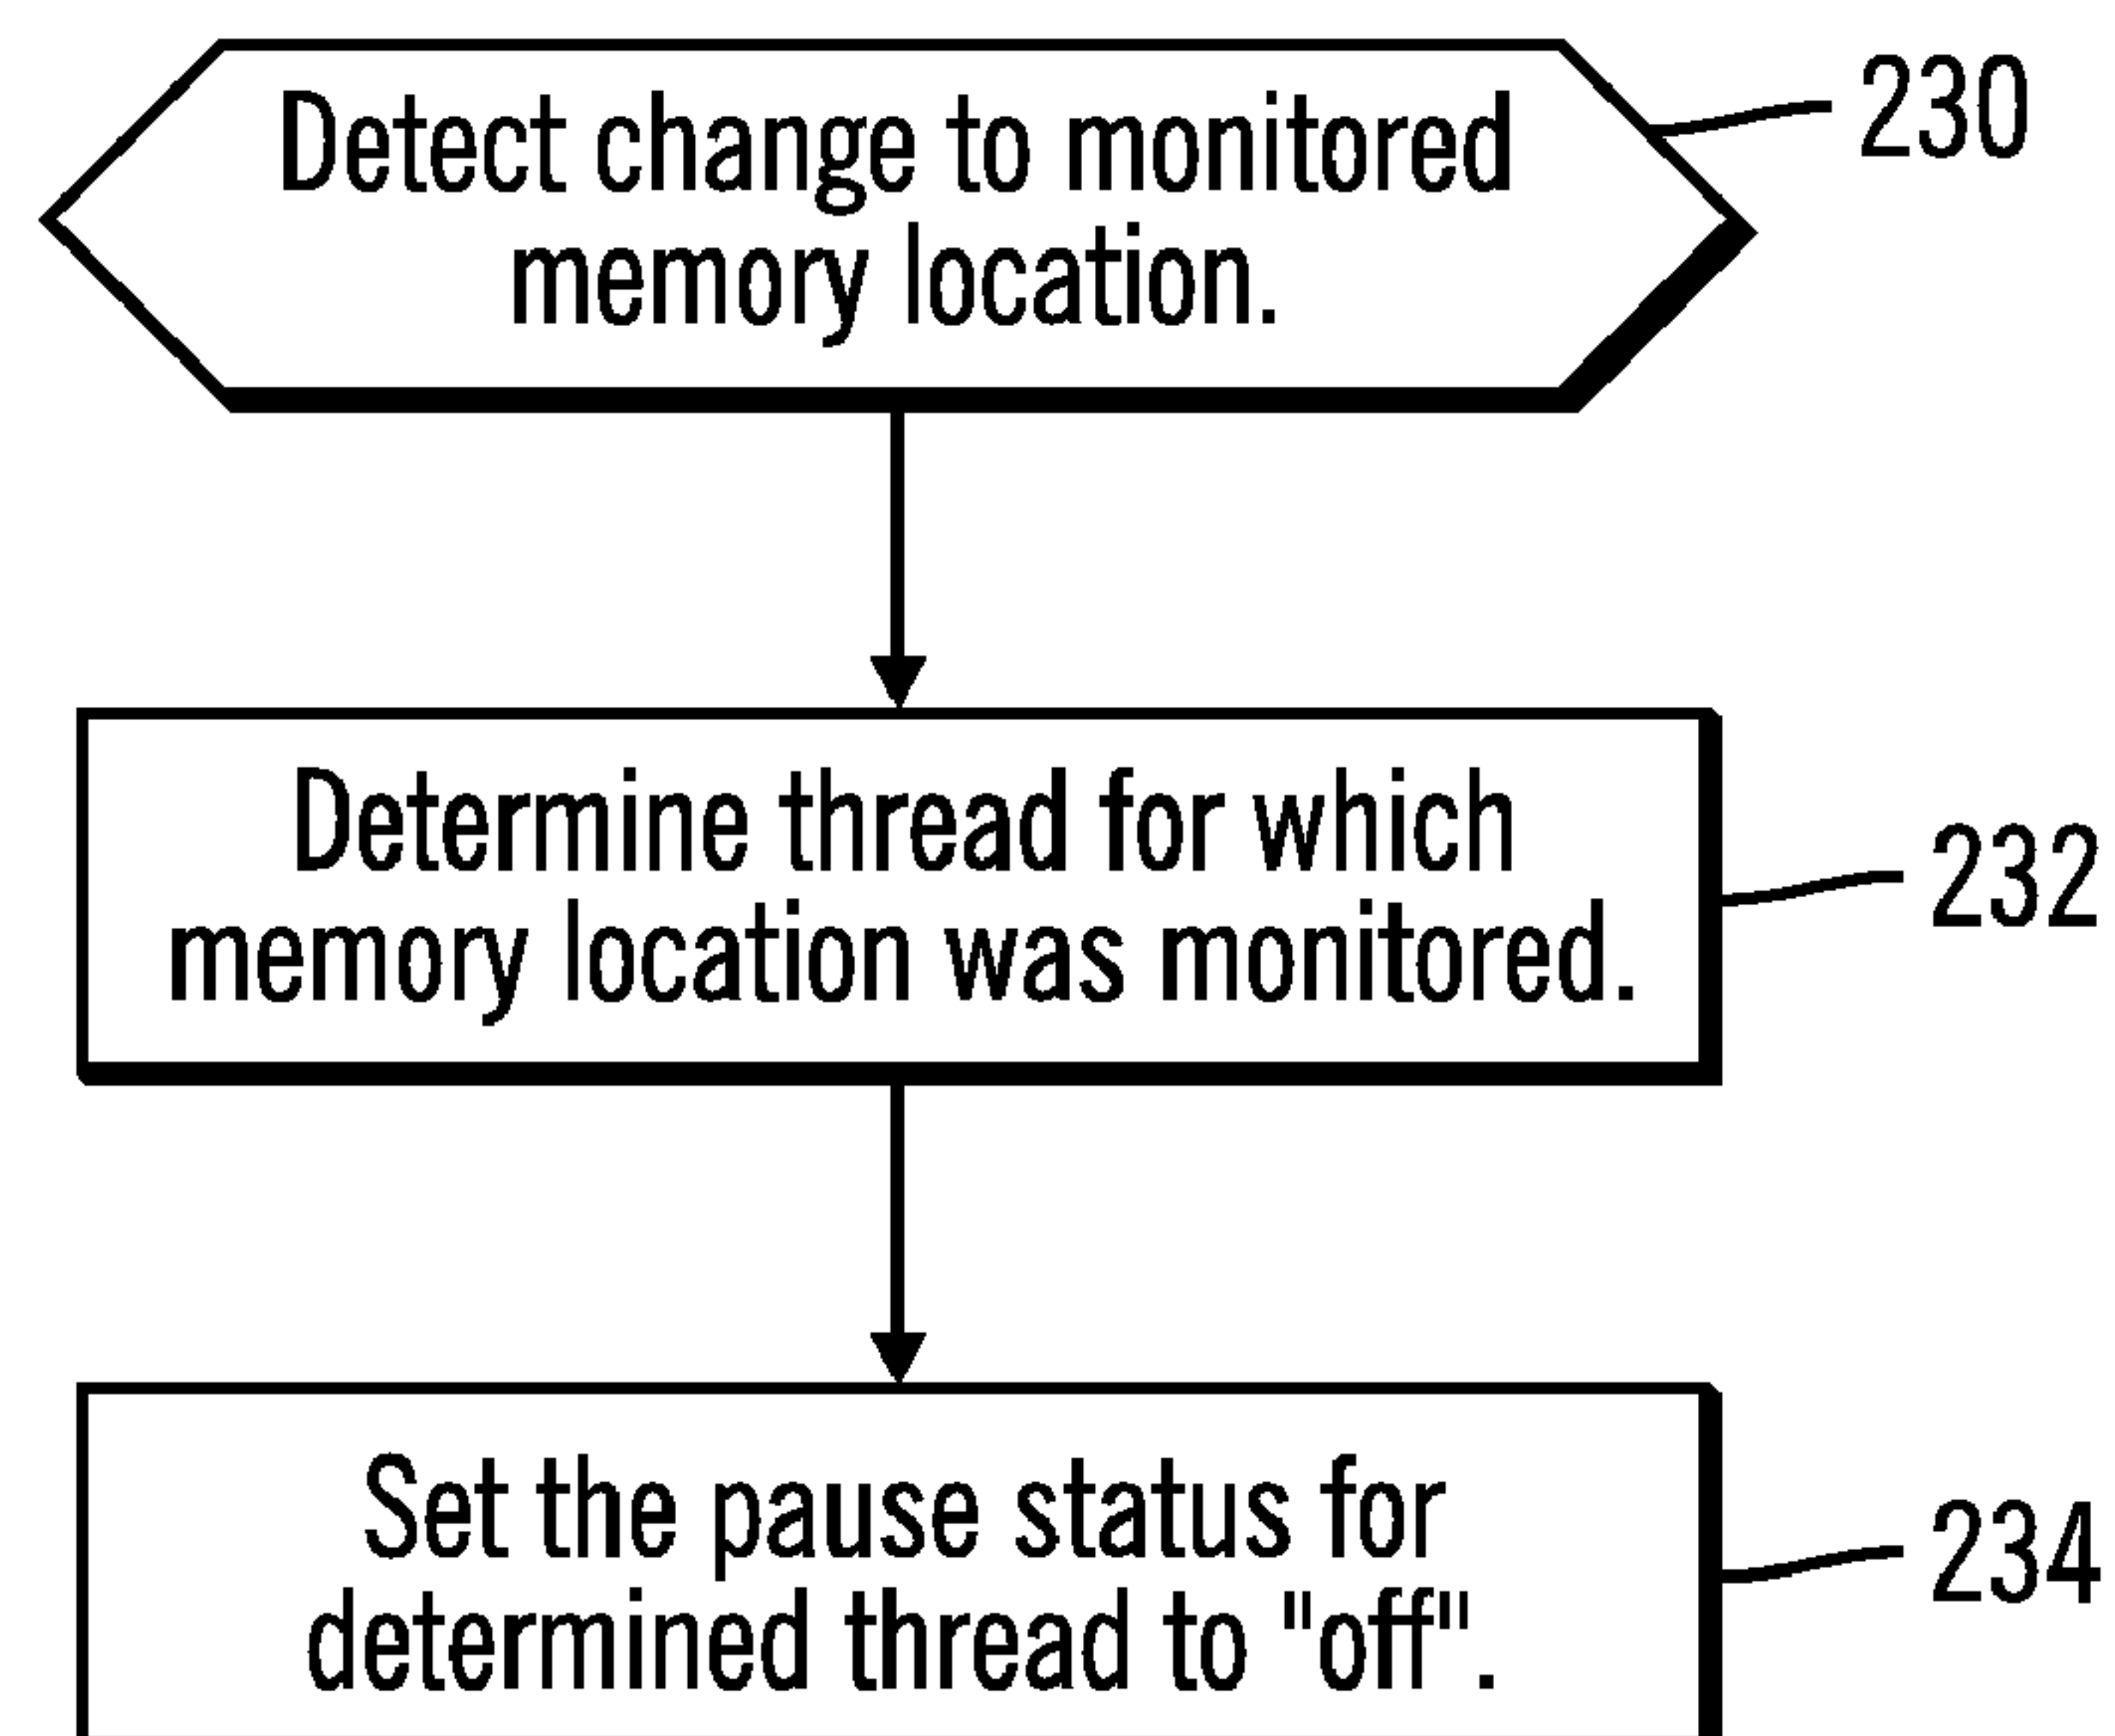 Detect change to monitored
memory location.
230
Determine thread for which
memory location was monitored.
232
Set the pause status for
determined thread to "off".
234